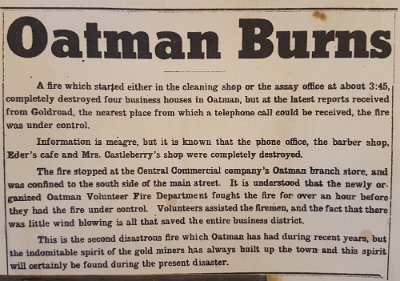 Oatman Burns
A fire which started either in the cleaning shop or the assay office at about 3:45,
completely destroyed four business houses in Oatman, but at the latest reports received
from Goldroad, the nearest place from which a telephone call could be received, the fire
was under control.
Information is meagre, but it is known that the phone office, the barber shop,
Eder's cafe and Mrs. Castleberry's shop were completely destroyed.
The fire stopped at the Central Commercial company's Oatman branch store, and
was confined to the south side of the main street. It is understood that the newly or-
ganized Oatman Volunteer Fire Department fought the fire for over an hour before
they had the fire under control. Volunteers assisted the firemen, and the fact that there
was little wind blowing is all that saved the entire business district.
This is the second disastrous fire which Oatman has had during recent years, but
the indomitable spirit of the gold miners has always built up the town and this spirit
will certainly be found during the present disaster.